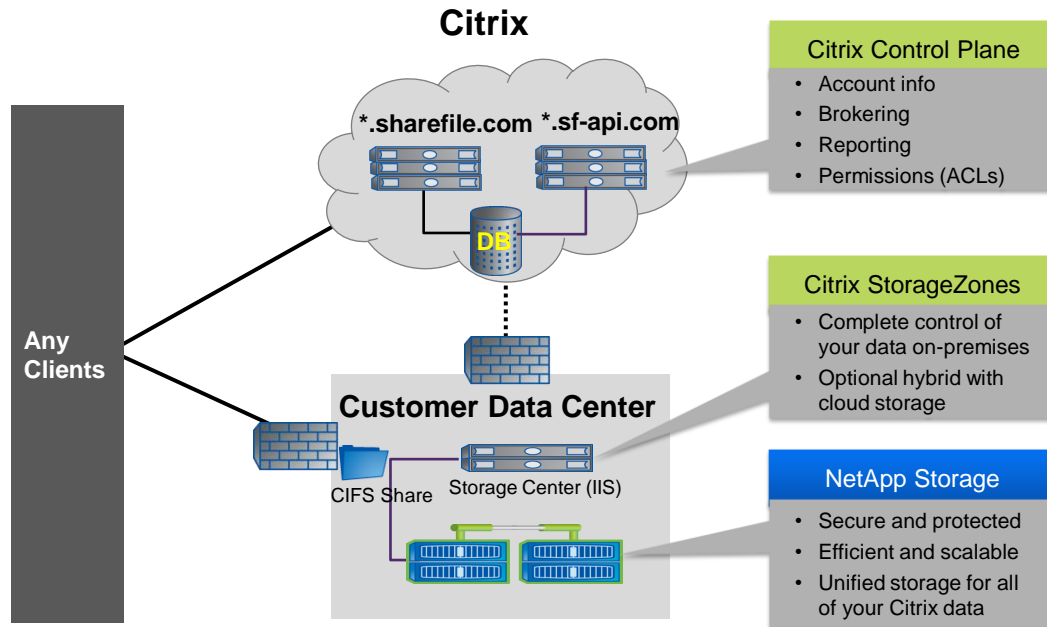 Citrix
*.sharefile.com *.sf-api.com
DB
Any
Clients
Customer Data Center
CIFS Share
Storage Center (IIS)
Citrix Control Plane
• Account info
• Brokering
• Reporting
• Permissions (ACLs)
Citrix StorageZones
• Complete control of
your data on-premises
• Optional hybrid with
cloud storage
NetApp Storage
• Secure and protected
• Efficient and scalable
• Unified storage for all
of your Citrix data